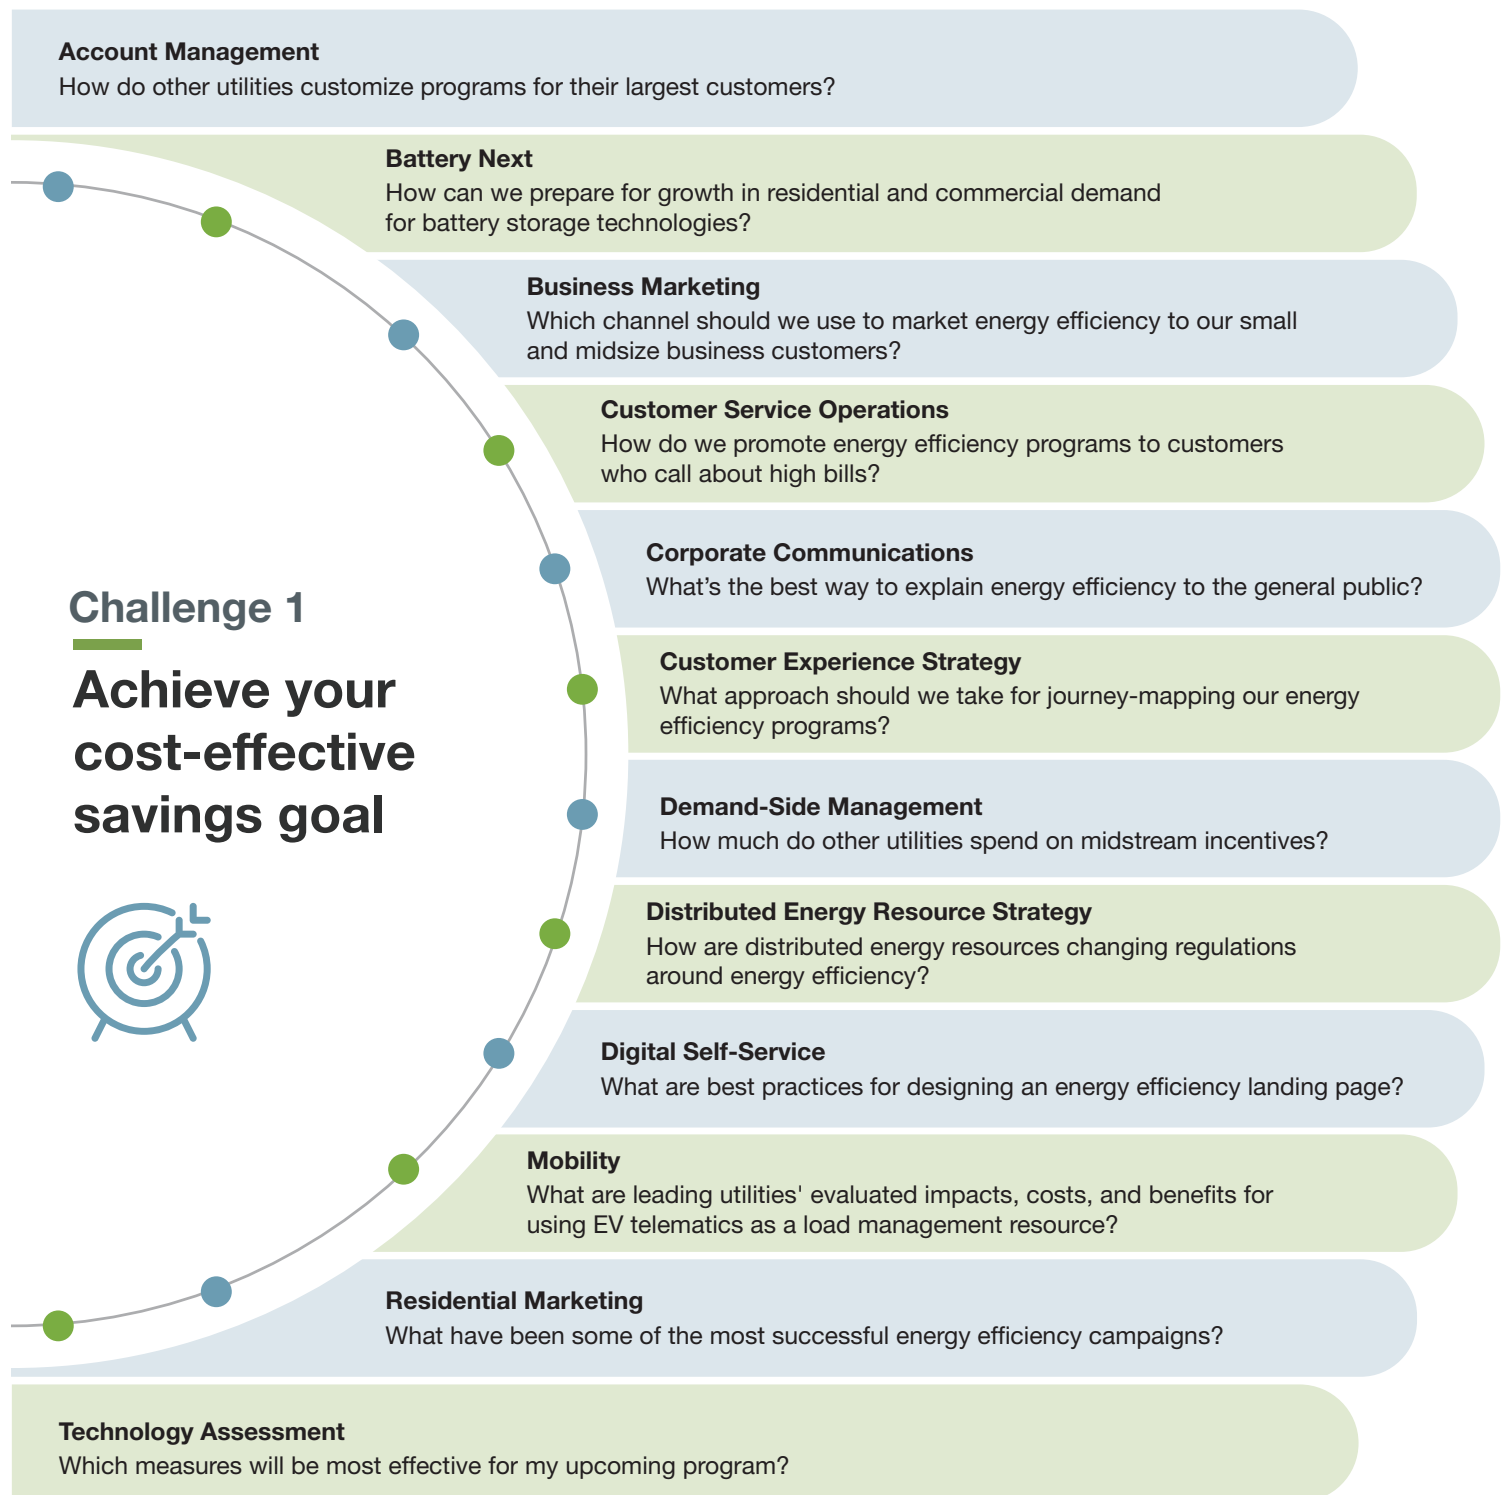 Account Management
How do other utilities customize programs for their largest customers?
Battery Next
How can we prepare for growth in residential and commercial demand
for battery storage technologies?
Business Marketing
Which channel should we use to market energy efficiency to our small
and midsize business customers?
Customer Service Operations
How do we promote energy efficiency programs to customers
who call about high bills?
Corporate Communications
What’s the best way to explain energy efficiency to the general public?
Challenge 1
Achieve your
cost-effective
savings goal
Customer Experience Strategy
What approach should we take for journey-mapping our energy
efficiency programs?
Demand-Side Management
How much do other utilities spend on midstream incentives?
Distributed Energy Resource Strategy
How are distributed energy resources changing regulations
around energy efficiency?
Digital Self-Service
What are best practices for designing an energy efficiency landing page?
Mobility
What are leading utilities' evaluated impacts, costs, and benefits for
using EV telematics as a load management resource?
Residential Marketing
What have been some of the most successful energy efficiency campaigns?
Technology Assessment
Which measures will be most effective for my upcoming program?